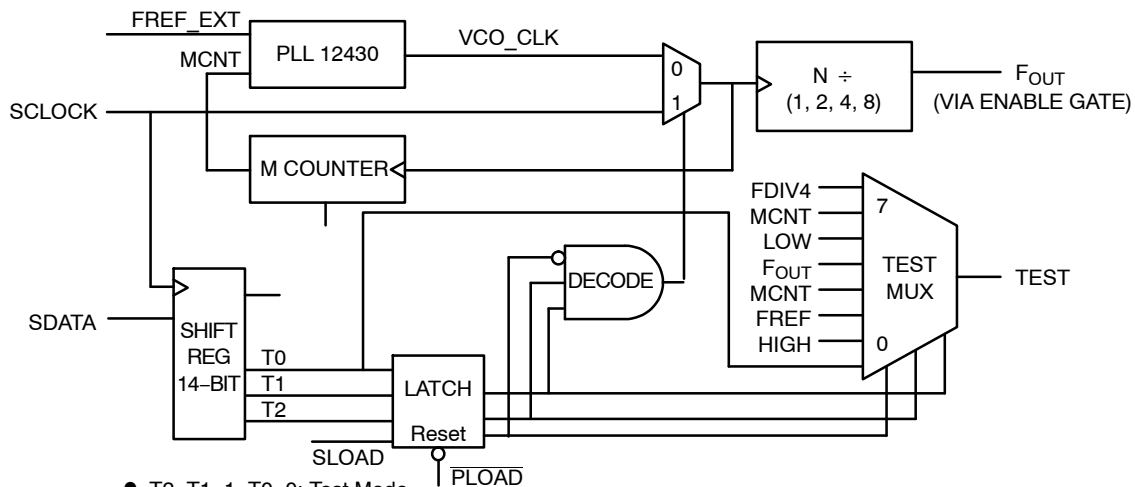 FREF_EXT
MCNT
PLL 12430
VCO_CLK
0
1
N ÷
(1, 2, 4, 8)
FOUT
(VIA ENABLE GATE)
SCLOCK
M COUNTER
FDIV4
MCNT
LOW
FOUT
MCNT
FREF
HIGH
7
TEST
MUX
0
TEST
DECODE
SDATA
SHIFT
REG
14–BIT
T0
T1
T2
LATCH
Reset
SLOAD
PLOAD